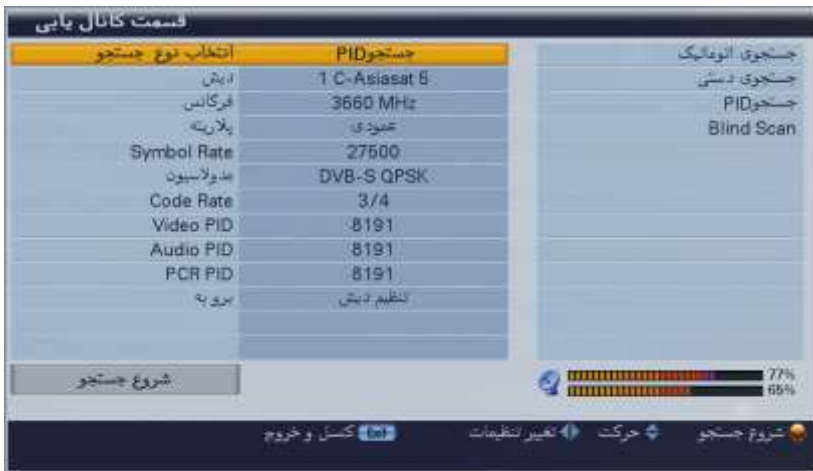 قسمت کانال یابی
انتخاب نوع جستجو
جستجوPID
دیش
1 C-Asiasat 5
فرکانس
3660 MHz
پلاریته
عمودی
Symbol Rate
27500
مدولاسیون
DVB-S QPSK
Code Rate
3/4
Video PID
8191
Audio PID
8191
PCR PID
8191
برو به
تنظیم دیش
جستجوی اتوماتیک
جستجوی دستی
جستجوPID
Blind Scan
شروع جستجو
77%
65%
شروع جستجو
حرکت
تغییر تنظیمات
Exit کنسل و خروج